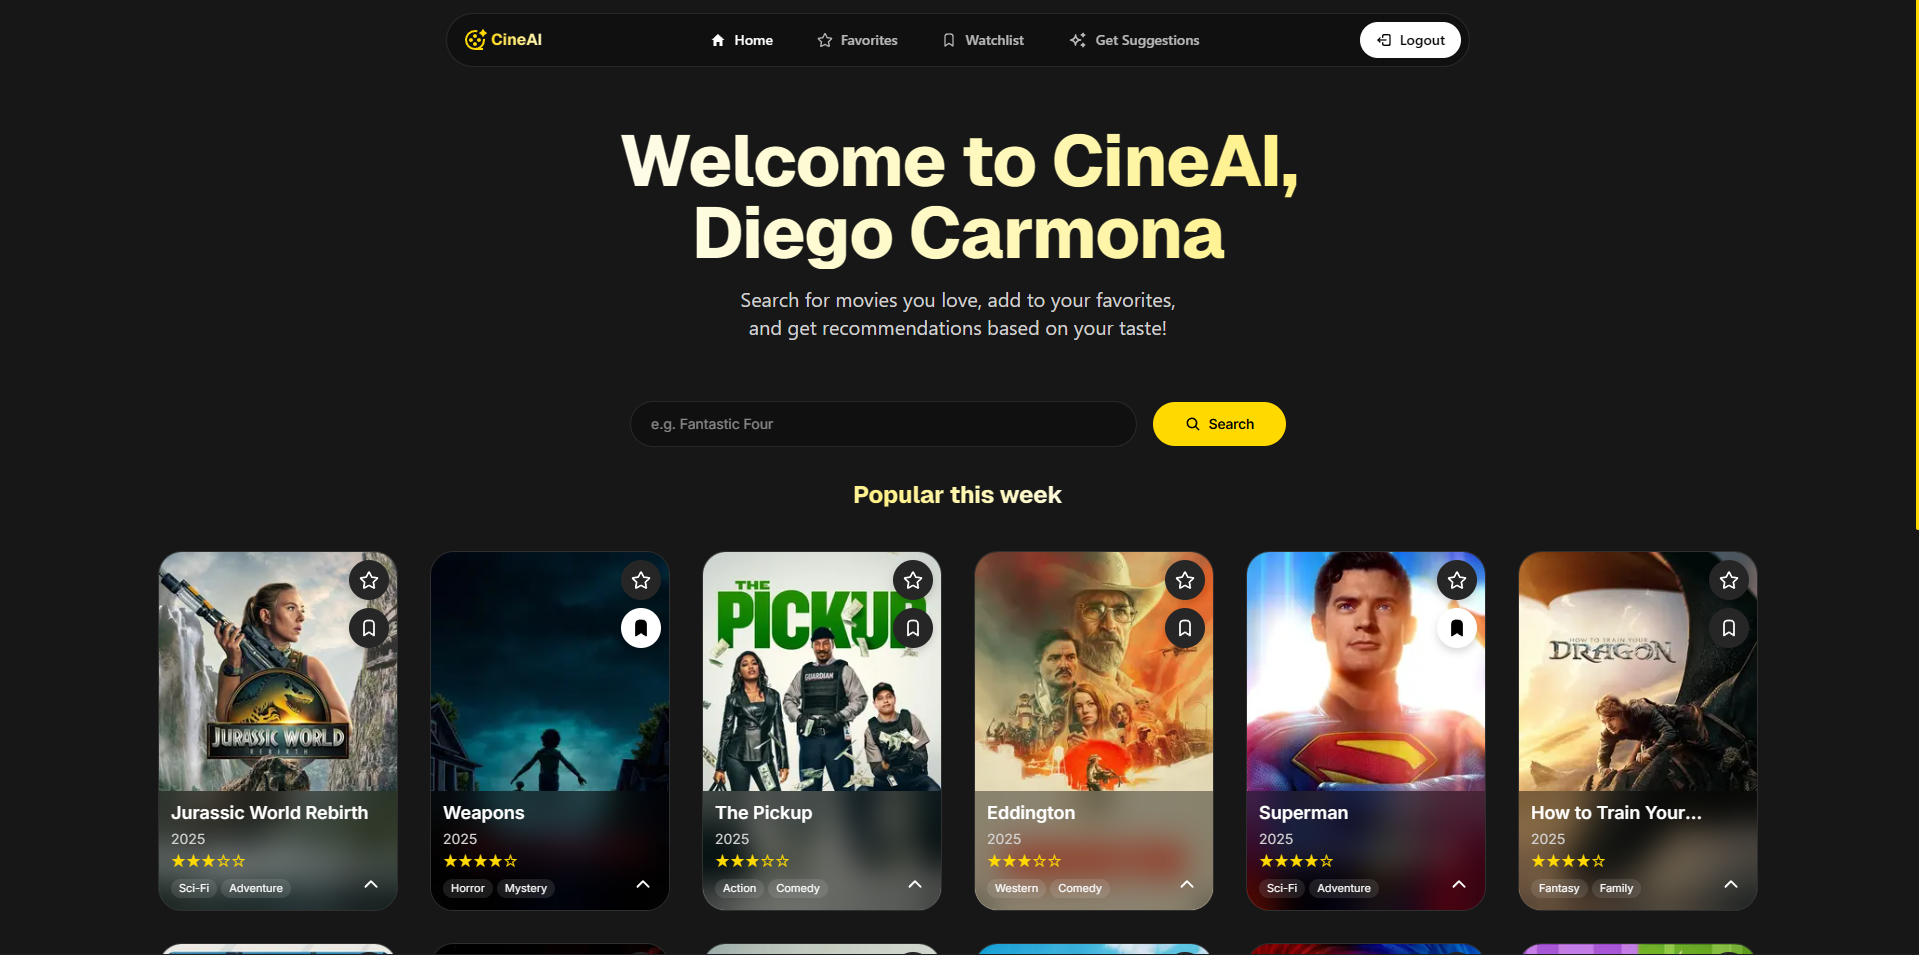 CineAI
Home
Favorites
Watchlist
Get Suggestions
Logout
Welcome to CineAI,
Diego Carmona
Search for movies you love, add to your favorites,
and get recommendations based on your taste!
e.g. Fantastic Four
Search
Popular this week
JURASSIC WORLD
REBIRTH
Jurassic World Rebirth
2025
Sci-Fi
Adventure
Weapons
2025
Horror
Mystery
THE
PICKUP
GUARDIAN
The Pickup
2025
Action
Comedy
Eddington
2025
Western
Comedy
Superman
2025
Sci-Fi
Adventure
HOW TO TRAIN YOUR
DRAGON
How to Train Your...
2025
Fantasy
Family